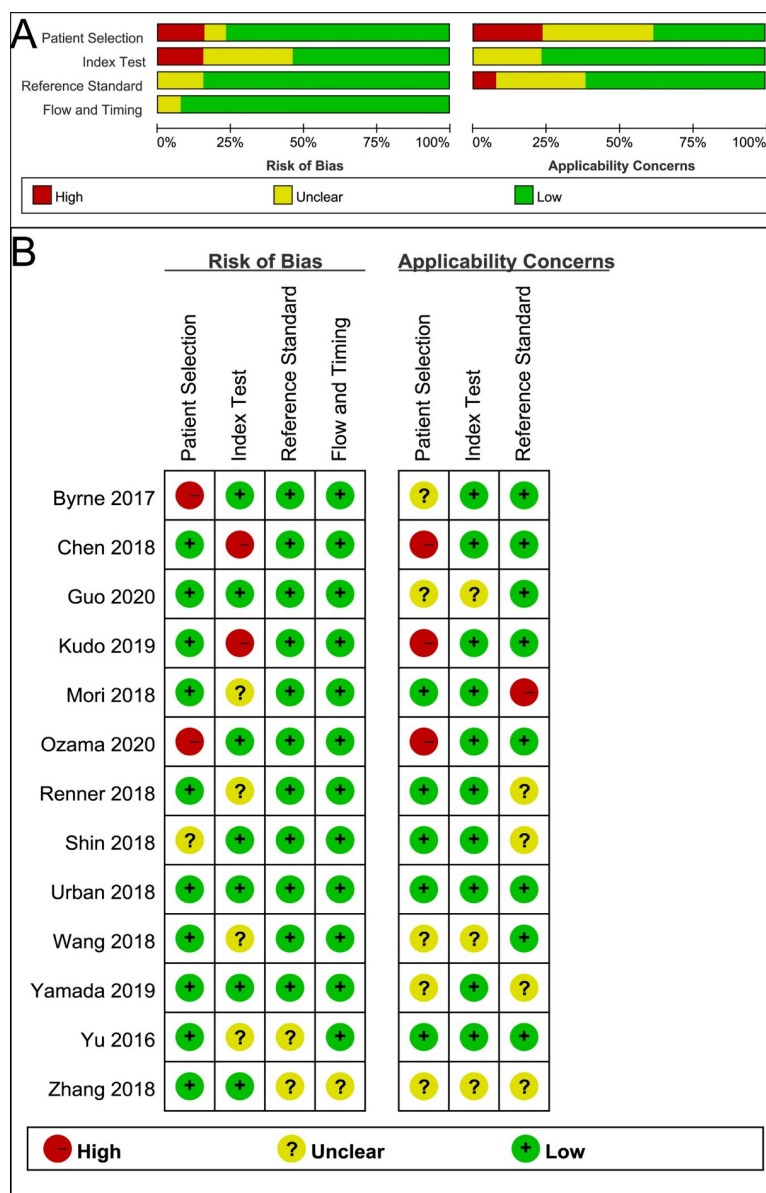 A
Patient Selection
Index Test
Reference Standard
Flow and Timing
0% 25% 50% 75% 100% 0% 25% 50% 75% 100%
Risk of Bias Applicability Concerns
High Unclear Low
B
Risk of Bias Applicability Concerns
Patient Selection
Index Test
Reference Standard
Flow and Timing
Patient Selection
Index Test
Reference Standard
Byrne 2017 – + + + ? + +
Chen 2018 + – + + – + +
Guo 2020 + + + + ? ? +
Kudo 2019 + – + + – + +
Mori 2018 + ? + + + + –
Ozama 2020 – + + + – + +
Renner 2018 + ? + + + + ?
Shin 2018 ? + + + + + ?
Urban 2018 + + + + + + +
Wang 2018 + ? + + ? ? +
Yamada 2019 + + + + ? + ?
Yu 2016 + ? ? + + + +
Zhang 2018 + + ? ? ? ? ?
– High ? Unclear + Low